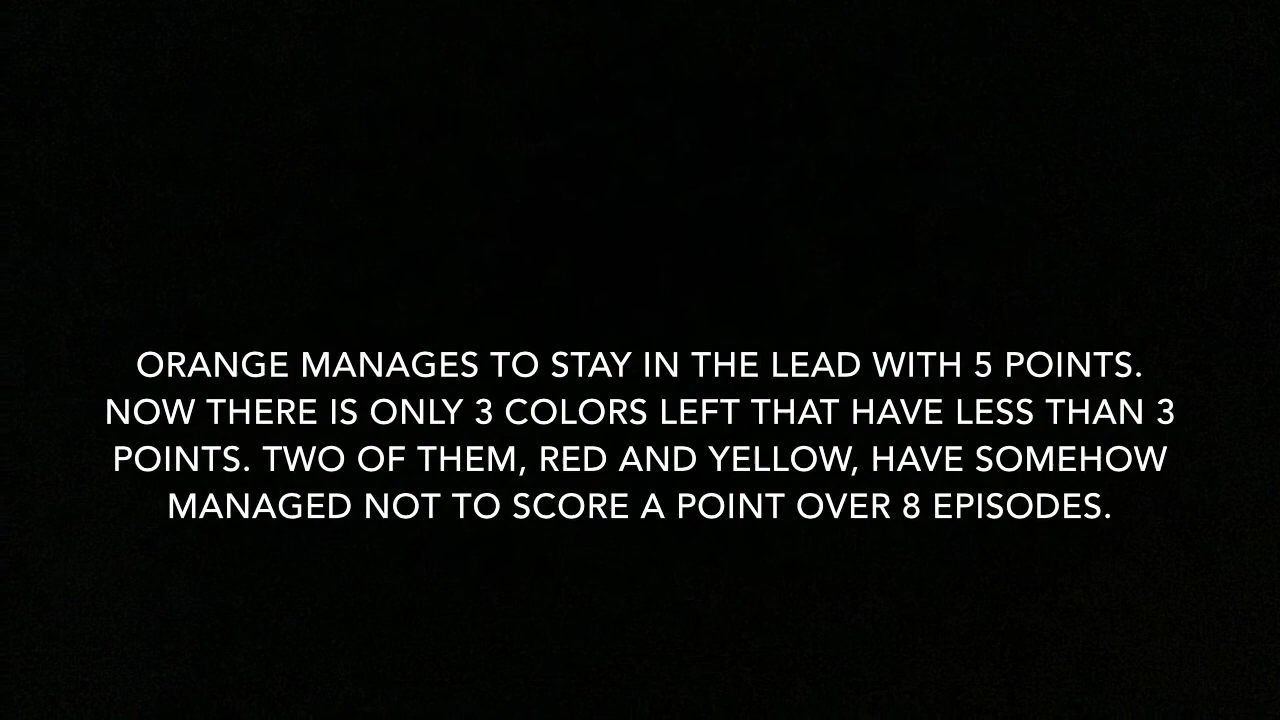 ORANGE MANAGES TO STAY IN THE LEAD WITH 5 POINTS.
NOW THERE IS ONLY 3 COLORS LEFT THAT HAVE LESS THAN 3
POINTS. TWO OF THEM, RED AND YELLOW, HAVE SOMEHOW
MANAGED NOT TO SCORE A POINT OVER 8 EPISODES.